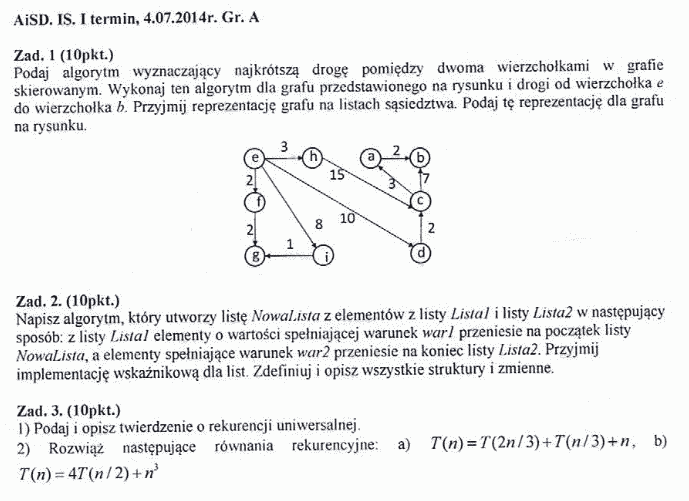 AiSD. IS. I termin, 4.07.2014r. Gr. A
Zad. 1 (10pkt.)
Podaj algorytm wyznaczający najkrótszą drogę pomiędzy dwoma wierzchołkami w grafie
skierowanym. Wykonaj ten algorytm dla grafu przedstawionego na rysunku i drogi od wierzchołka e
do wierzchołka b. Przyjmij reprezentację grafu na listach sąsiedztwa. Podaj tę reprezentację dla grafu
na rysunku.
e 3 h a 2 b
2 15 3 7
f c
2 8 10 2
g 1 i d
Zad. 2. (10pkt.)
Napisz algorytm, który utworzy listę NowaLista z elementów z listy Lista1 i listy Lista2 w następujący
sposób: z listy Lista1 elementy o wartości spełniającej warunek war1 przeniesie na początek listy
NowaLista, a elementy spełniające warunek war2 przeniesie na koniec listy Lista2. Przyjmij
implementację wskaźnikową dla list. Zdefiniuj i opisz wszystkie struktury i zmienne.
Zad. 3. (10pkt.)
1) Podaj i opisz twierdzenie o rekurencji uniwersalnej.
2) Rozwiąż następujące równania rekurencyjne: a) T(n)=T(2n/3)+T(n/3)+n, b)
T(n)=4T(n/2)+n³